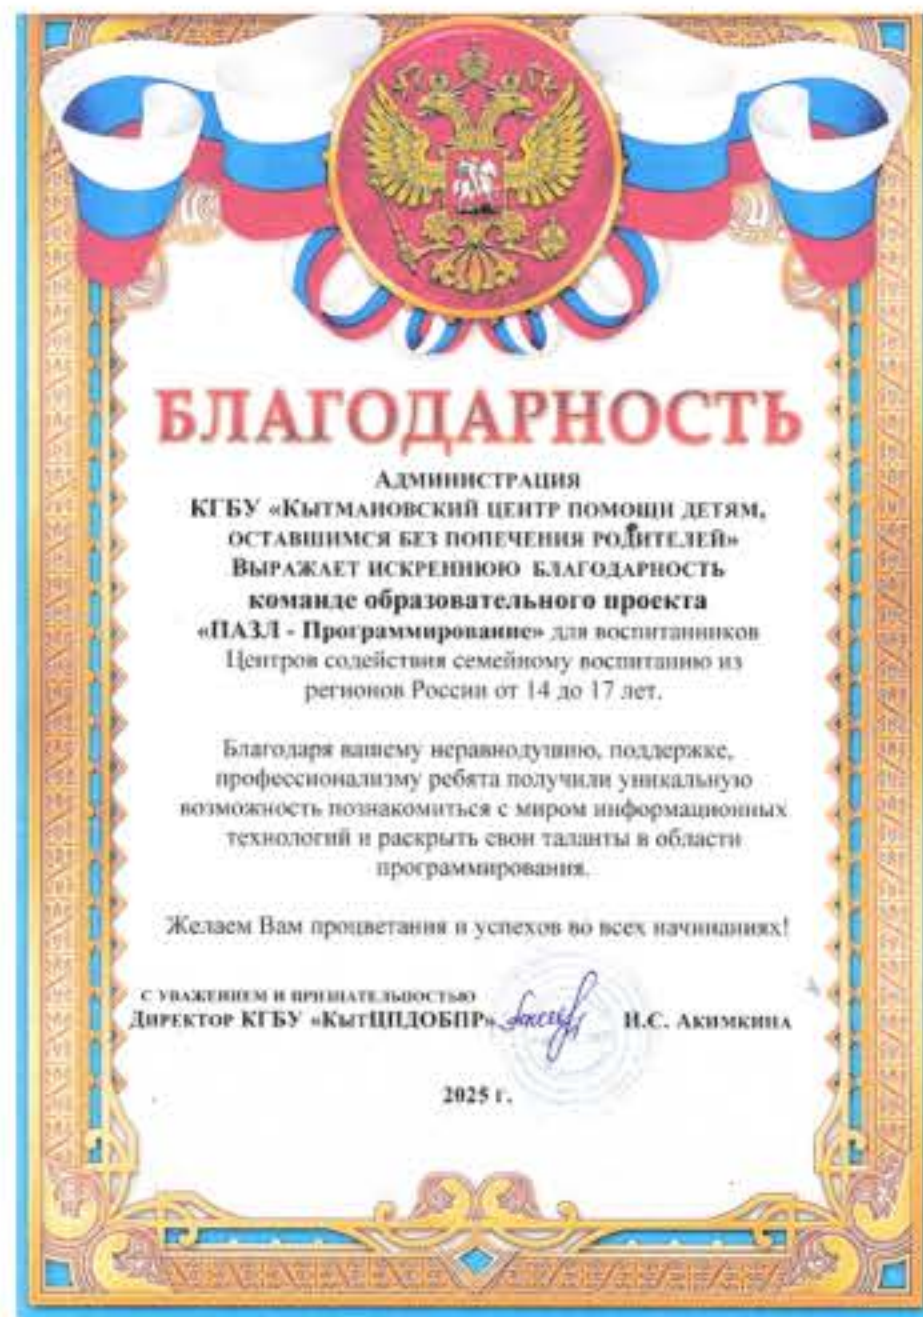 БЛАГОДАРНОСТЬ
Администрация
КГБУ «Кытмановский центр помощи детям,
оставшимся без попечения родителей»
Выражает искреннюю благодарность
команде образовательного проекта
«ПАЗЛ - Программирование» для воспитанников
Центров содействия семейному воспитанию из
регионов России от 14 до 17 лет.
Благодаря вашему неравнодушию, поддержке,
профессионализму ребята получили уникальную
возможность познакомиться с миром информационных
технологий и раскрыть свои таланты в области
программирования.
Желаем Вам процветания и успехов во всех начинаниях!
с уважением и признательностью
Директор КГБУ «КытЦПДОБПР» И.С. Акимкина
2025 г.